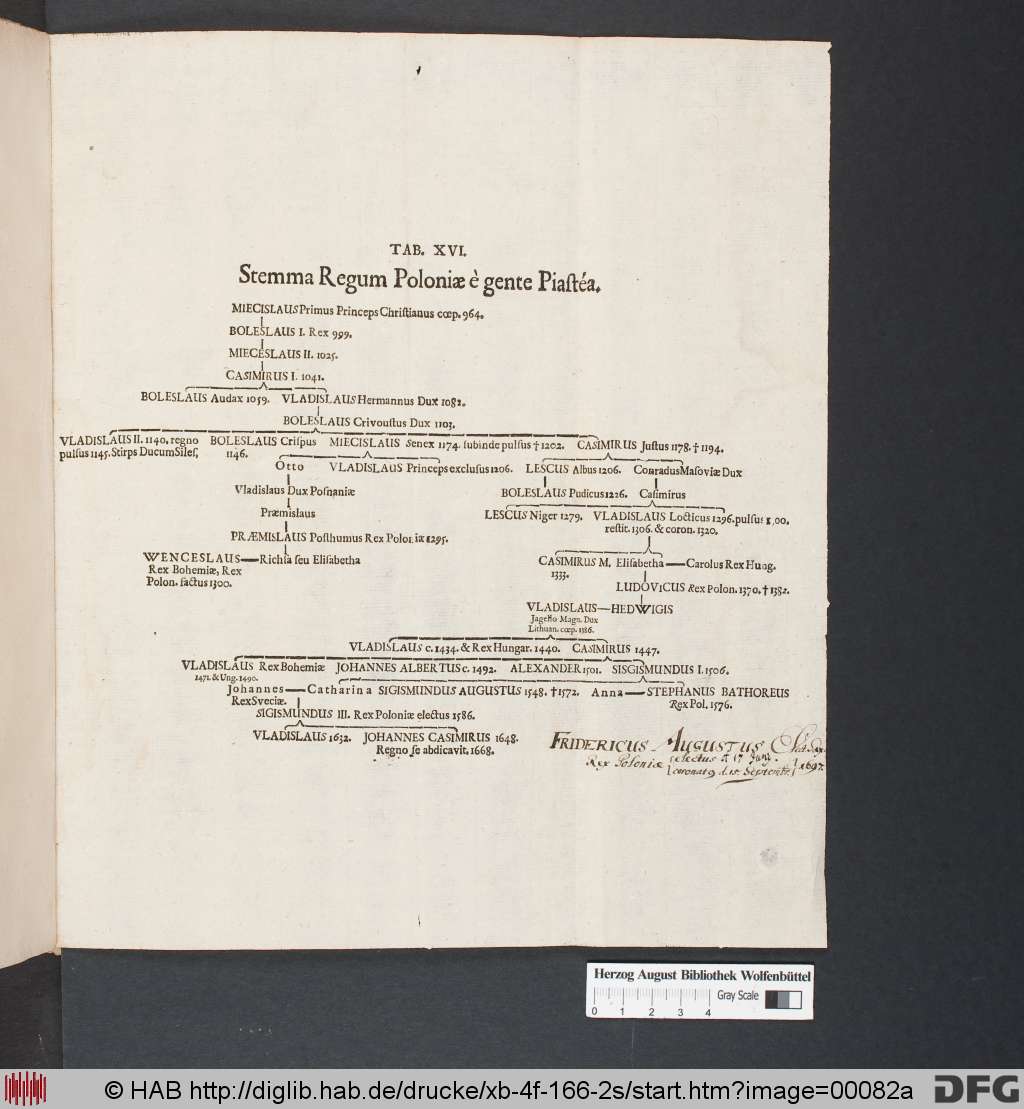 TAB. XVI.
Stemma Regum Poloniæ è gente Piastéa.
MIECISLAUS Primus Princeps Christianus cœp. 964.
BOLESLAUS I. Rex 999.
MIECESLAUS II. 1025.
CASIMIRUS I. 1041.
BOLESLAUS Audax 1059. VLADISLAUS Hermannus Dux 1082.
BOLESLAUS Crivoustus Dux 1103.
VLADISLAUS II. 1140. regno BOLESLAUS Crispus MIECISLAUS Senex 1174. subinde pulsus † 1202. CASIMIRUS Justus 1178. † 1194.
pulsus 1145. Stirps Ducum Siles, 1146.
Otto VLADISLAUS Princeps exclusus 1206. LESCUS Albus 1206. Conradus Masoviæ Dux
Vladislaus Dux Posnaniæ BOLESLAUS Pudicus 1226. Casimirus
Præmislaus LESCUS Niger 1279. VLADISLAUS Locticus 1296. pulsus
restit. 1306. & coron. 1320.
PRÆMISLAUS Posthumus Rex Poloniæ 1295.
WENCESLAUS — Richsa seu Elisabetha CASIMIRUS M. Elisabetha — Carolus Rex Hung.
Rex Bohemiæ, Rex 1333.
Polon. factus 1300. LUDOVICUS Rex Polon. 1370. † 1382.
VLADISLAUS — HEDWIGIS
Jagello Magn. Dux
Lithuan. cœp. 1386.
VLADISLAUS c. 1434. & Rex Hungar. 1440. CASIMIRUS 1447.
VLADISLAUS Rex Bohemiæ JOHANNES ALBERTUS c. 1492. ALEXANDER 1501. SISGISMUNDUS I. 1506.
1471. & Ung. 1490.
Johannes — Catharina SIGISMUNDUS AUGUSTUS 1548. † 1572. Anna — STEPHANUS BATHOREUS
Rex Sveciæ. Rex Pol. 1576.
SIGISMUNDUS III. Rex Poloniæ electus 1586.
VLADISLAUS 1632. JOHANNES CASIMIRUS 1648.
Regno se abdicavit, 1668.
FRIDERICUS AUGUSTUS
Rex Poloniæ electus 17 Junj.
coronat9 d. 15. Septembr. 1697.
Herzog August Bibliothek Wolfenbüttel
Gray Scale
0 1 2 3 4
© HAB http://diglib.hab.de/drucke/xb-4f-166-2s/start.htm?image=00082a
DFG